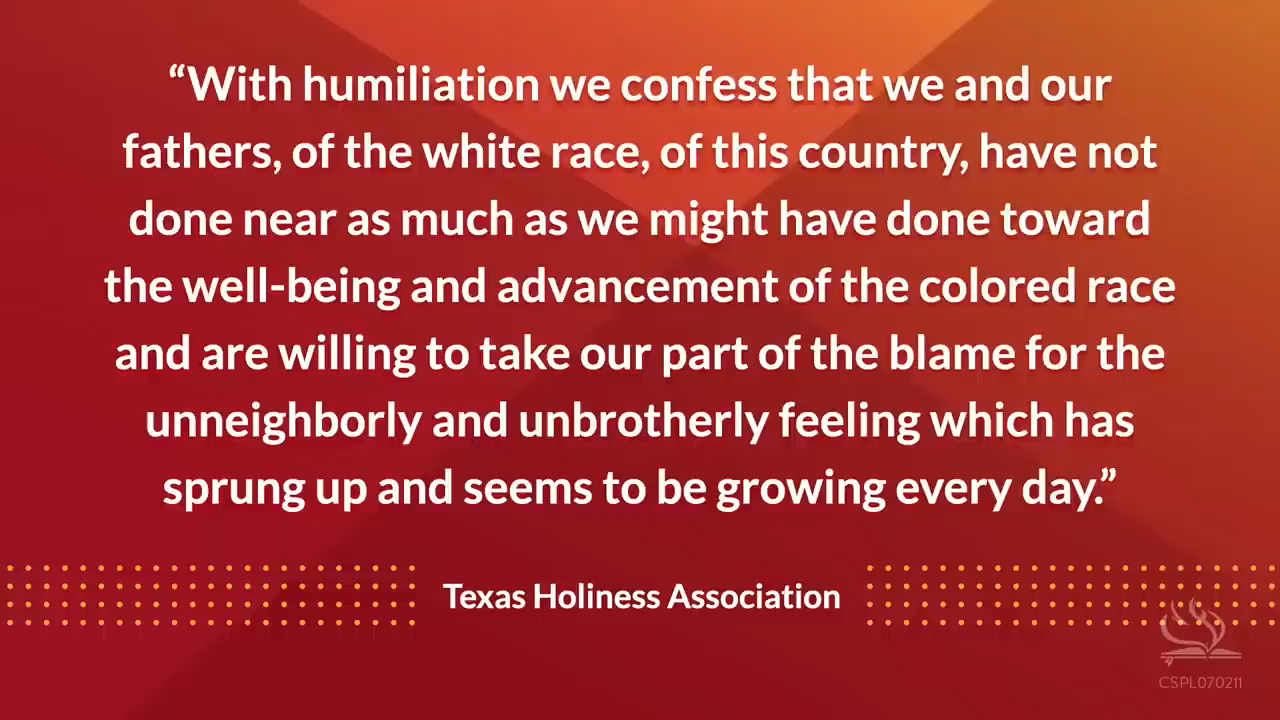 “With humiliation we confess that we and our
fathers, of the white race, of this country, have not
done near as much as we might have done toward
the well-being and advancement of the colored race
and are willing to take our part of the blame for the
unneighborly and unbrotherly feeling which has
sprung up and seems to be growing every day.”
Texas Holiness Association
CSPL070211